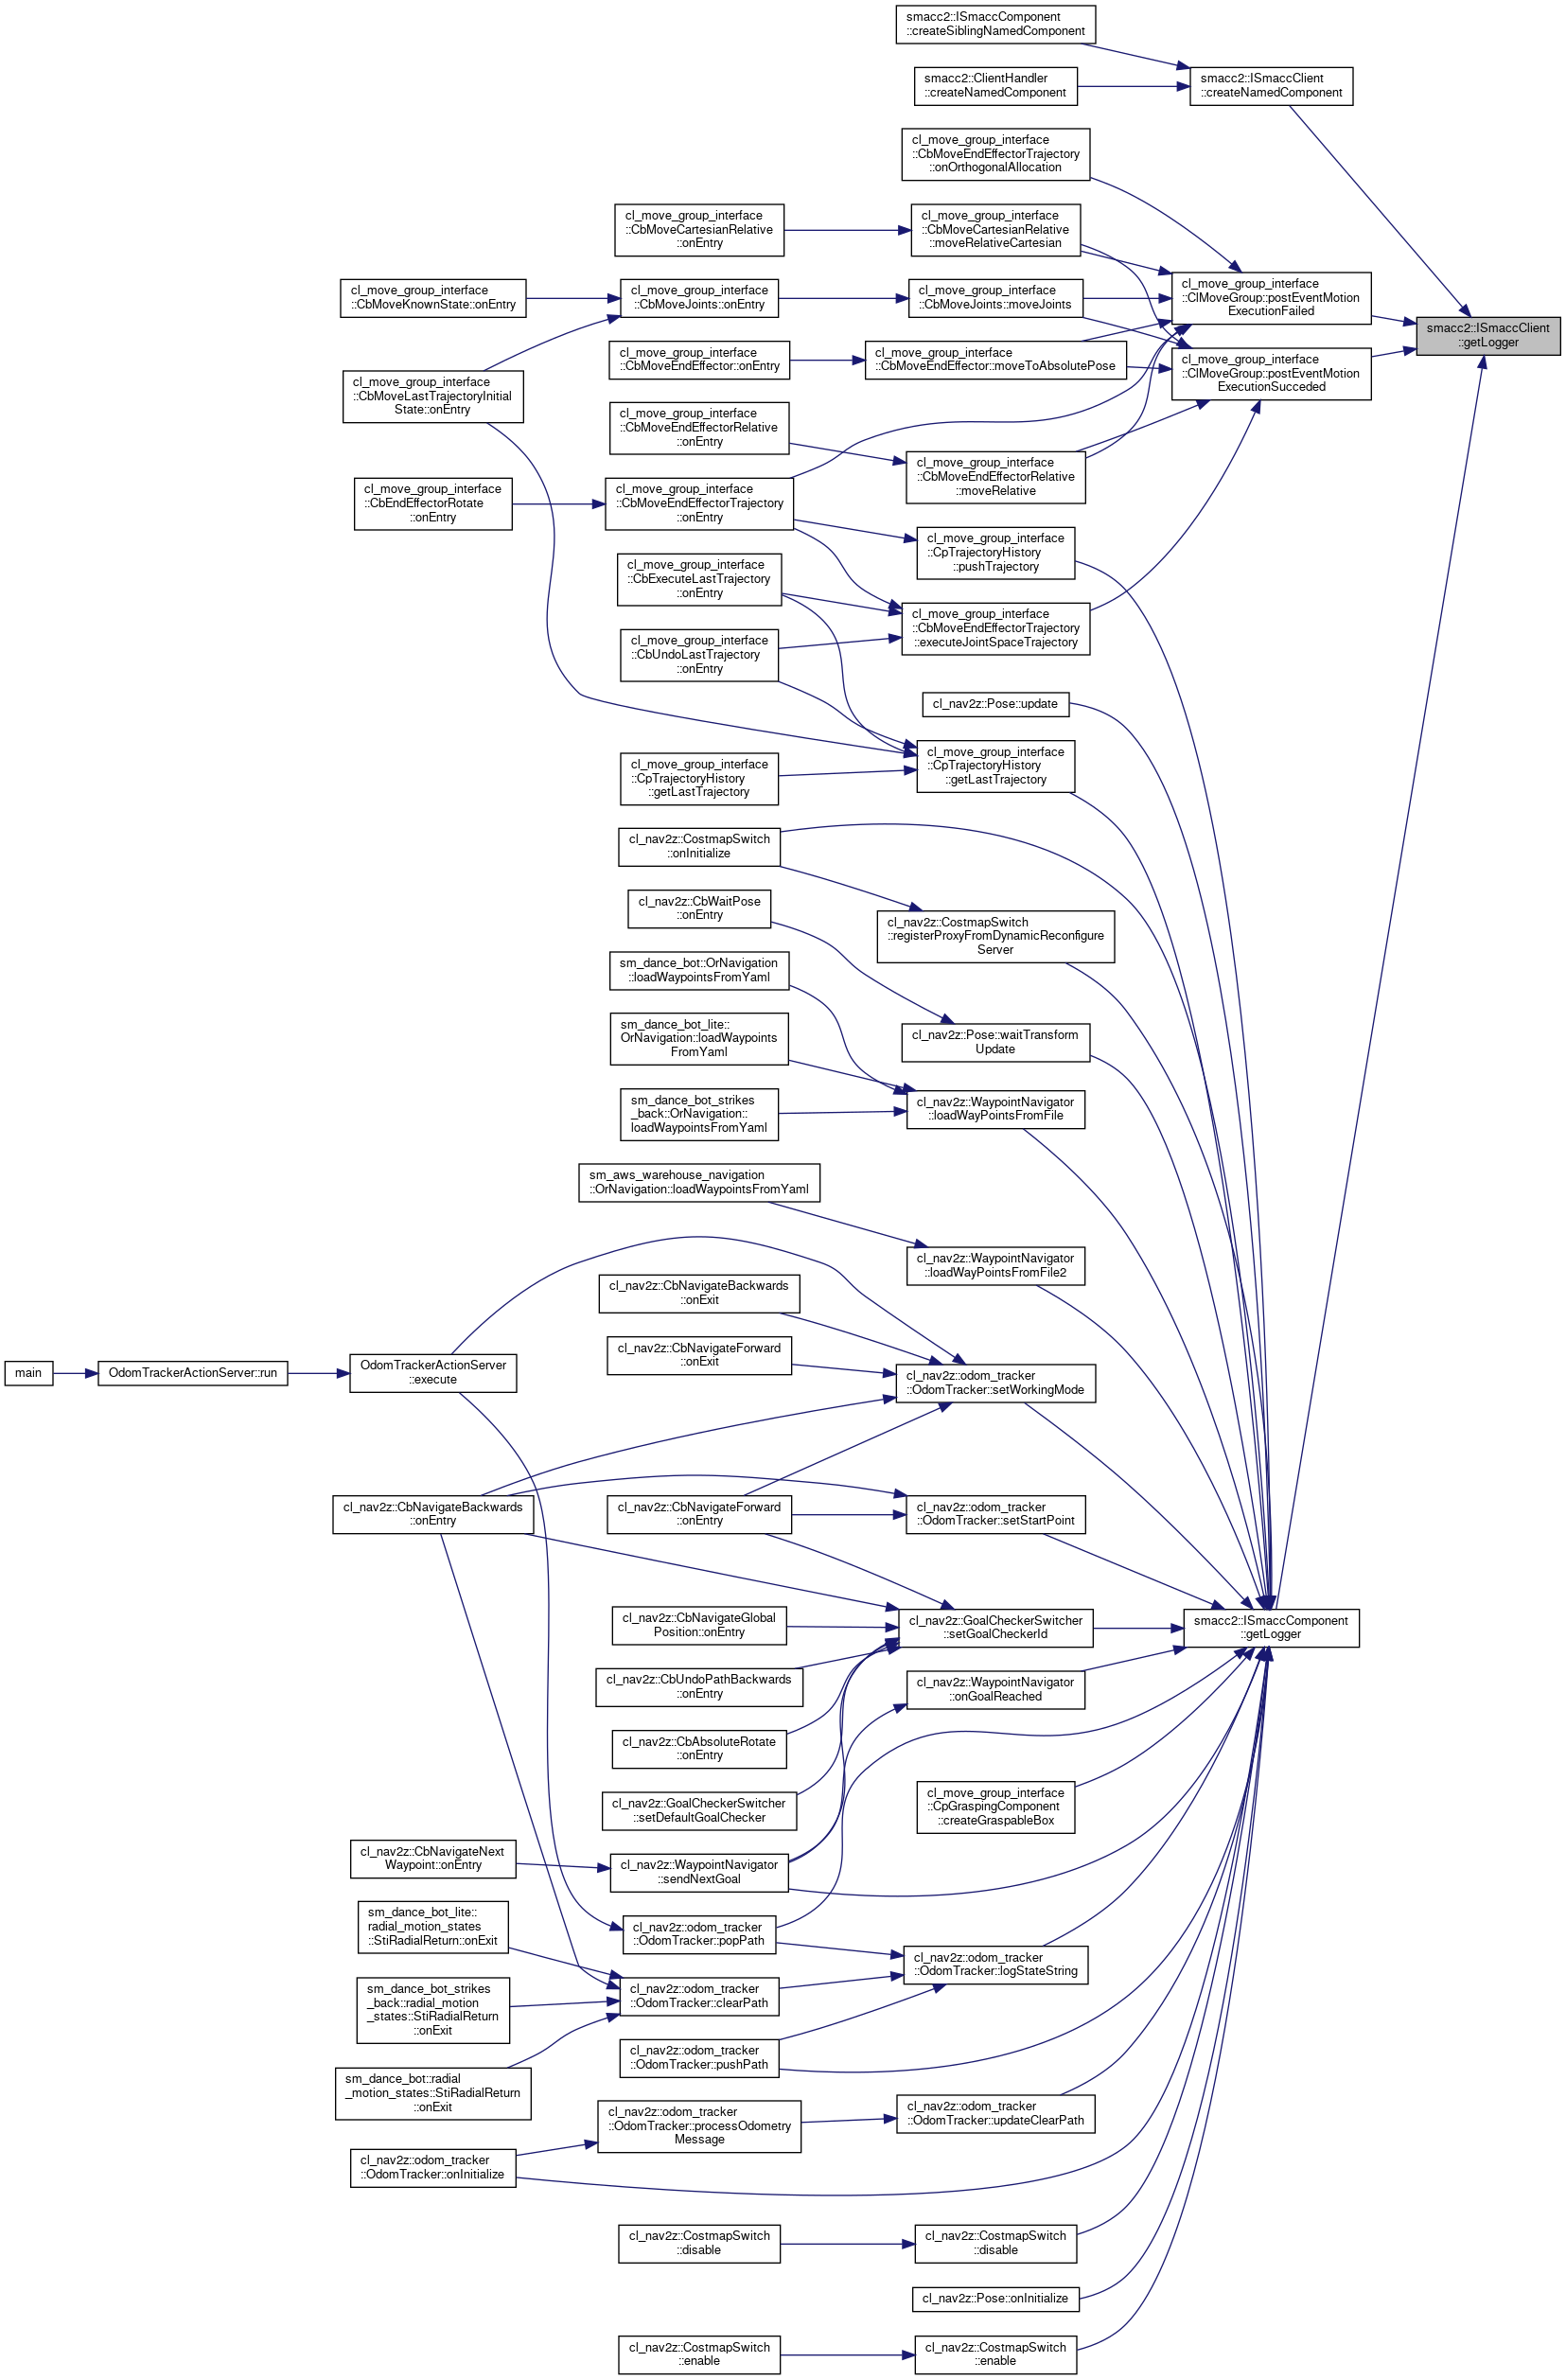 smacc2::ISmaccComponent
::createSiblingNamedComponent
smacc2::ClientHandler
::createNamedComponent
smacc2::ISmaccClient
::createNamedComponent
cl_move_group_interface
::CbMoveEndEffectorTrajectory
::onOrthogonalAllocation
cl_move_group_interface
::CbMoveCartesianRelative
::onEntry
cl_move_group_interface
::CbMoveCartesianRelative
::moveRelativeCartesian
cl_move_group_interface
::CbMoveKnownState::onEntry
cl_move_group_interface
::CbMoveJoints::onEntry
cl_move_group_interface
::CbMoveJoints::moveJoints
cl_move_group_interface
::ClMoveGroup::postEventMotion
ExecutionFailed
smacc2::ISmaccClient
::getLogger
cl_move_group_interface
::CbMoveLastTrajectoryInitial
State::onEntry
cl_move_group_interface
::CbMoveEndEffector::onEntry
cl_move_group_interface
::CbMoveEndEffector::moveToAbsolutePose
cl_move_group_interface
::ClMoveGroup::postEventMotion
ExecutionSucceded
cl_move_group_interface
::CbMoveEndEffectorRelative
::onEntry
cl_move_group_interface
::CbMoveEndEffectorRelative
::moveRelative
cl_move_group_interface
::CbEndEffectorRotate
::onEntry
cl_move_group_interface
::CbMoveEndEffectorTrajectory
::onEntry
cl_move_group_interface
::CpTrajectoryHistory
::pushTrajectory
cl_move_group_interface
::CbExecuteLastTrajectory
::onEntry
cl_move_group_interface
::CbMoveEndEffectorTrajectory
::executeJointSpaceTrajectory
cl_move_group_interface
::CbUndoLastTrajectory
::onEntry
cl_nav2z::Pose::update
cl_move_group_interface
::CpTrajectoryHistory
::getLastTrajectory
cl_move_group_interface
::CpTrajectoryHistory
::getLastTrajectory
cl_nav2z::CostmapSwitch
::onInitialize
cl_nav2z::CbWaitPose
::onEntry
cl_nav2z::CostmapSwitch
::registerProxyFromDynamicReconfigure
Server
sm_dance_bot::OrNavigation
::loadWaypointsFromYaml
sm_dance_bot_lite::
OrNavigation::loadWaypoints
FromYaml
cl_nav2z::Pose::waitTransform
Update
sm_dance_bot_strikes
_back::OrNavigation::
loadWaypointsFromYaml
cl_nav2z::WaypointNavigator
::loadWayPointsFromFile
sm_aws_warehouse_navigation
::OrNavigation::loadWaypointsFromYaml
cl_nav2z::WaypointNavigator
::loadWayPointsFromFile2
cl_nav2z::CbNavigateBackwards
::onExit
cl_nav2z::CbNavigateForward
::onExit
main
OdomTrackerActionServer::run
OdomTrackerActionServer
::execute
cl_nav2z::odom_tracker
::OdomTracker::setWorkingMode
cl_nav2z::CbNavigateBackwards
::onEntry
cl_nav2z::CbNavigateForward
::onEntry
cl_nav2z::odom_tracker
::OdomTracker::setStartPoint
cl_nav2z::CbNavigateGlobal
Position::onEntry
cl_nav2z::GoalCheckerSwitcher
::setGoalCheckerId
smacc2::ISmaccComponent
::getLogger
cl_nav2z::CbUndoPathBackwards
::onEntry
cl_nav2z::WaypointNavigator
::onGoalReached
cl_nav2z::CbAbsoluteRotate
::onEntry
cl_nav2z::GoalCheckerSwitcher
::setDefaultGoalChecker
cl_move_group_interface
::CpGraspingComponent
::createGraspableBox
cl_nav2z::CbNavigateNext
Waypoint::onEntry
cl_nav2z::WaypointNavigator
::sendNextGoal
sm_dance_bot_lite::
radial_motion_states
::StiRadialReturn::onExit
cl_nav2z::odom_tracker
::OdomTracker::popPath
cl_nav2z::odom_tracker
::OdomTracker::logStateString
sm_dance_bot_strikes
_back::radial_motion
_states::StiRadialReturn
::onExit
cl_nav2z::odom_tracker
::OdomTracker::clearPath
cl_nav2z::odom_tracker
::OdomTracker::pushPath
sm_dance_bot::radial
_motion_states::StiRadialReturn
::onExit
cl_nav2z::odom_tracker
::OdomTracker::processOdometry
Message
cl_nav2z::odom_tracker
::OdomTracker::updateClearPath
cl_nav2z::odom_tracker
::OdomTracker::onInitialize
cl_nav2z::CostmapSwitch
::disable
cl_nav2z::CostmapSwitch
::disable
cl_nav2z::Pose::onInitialize
cl_nav2z::CostmapSwitch
::enable
cl_nav2z::CostmapSwitch
::enable